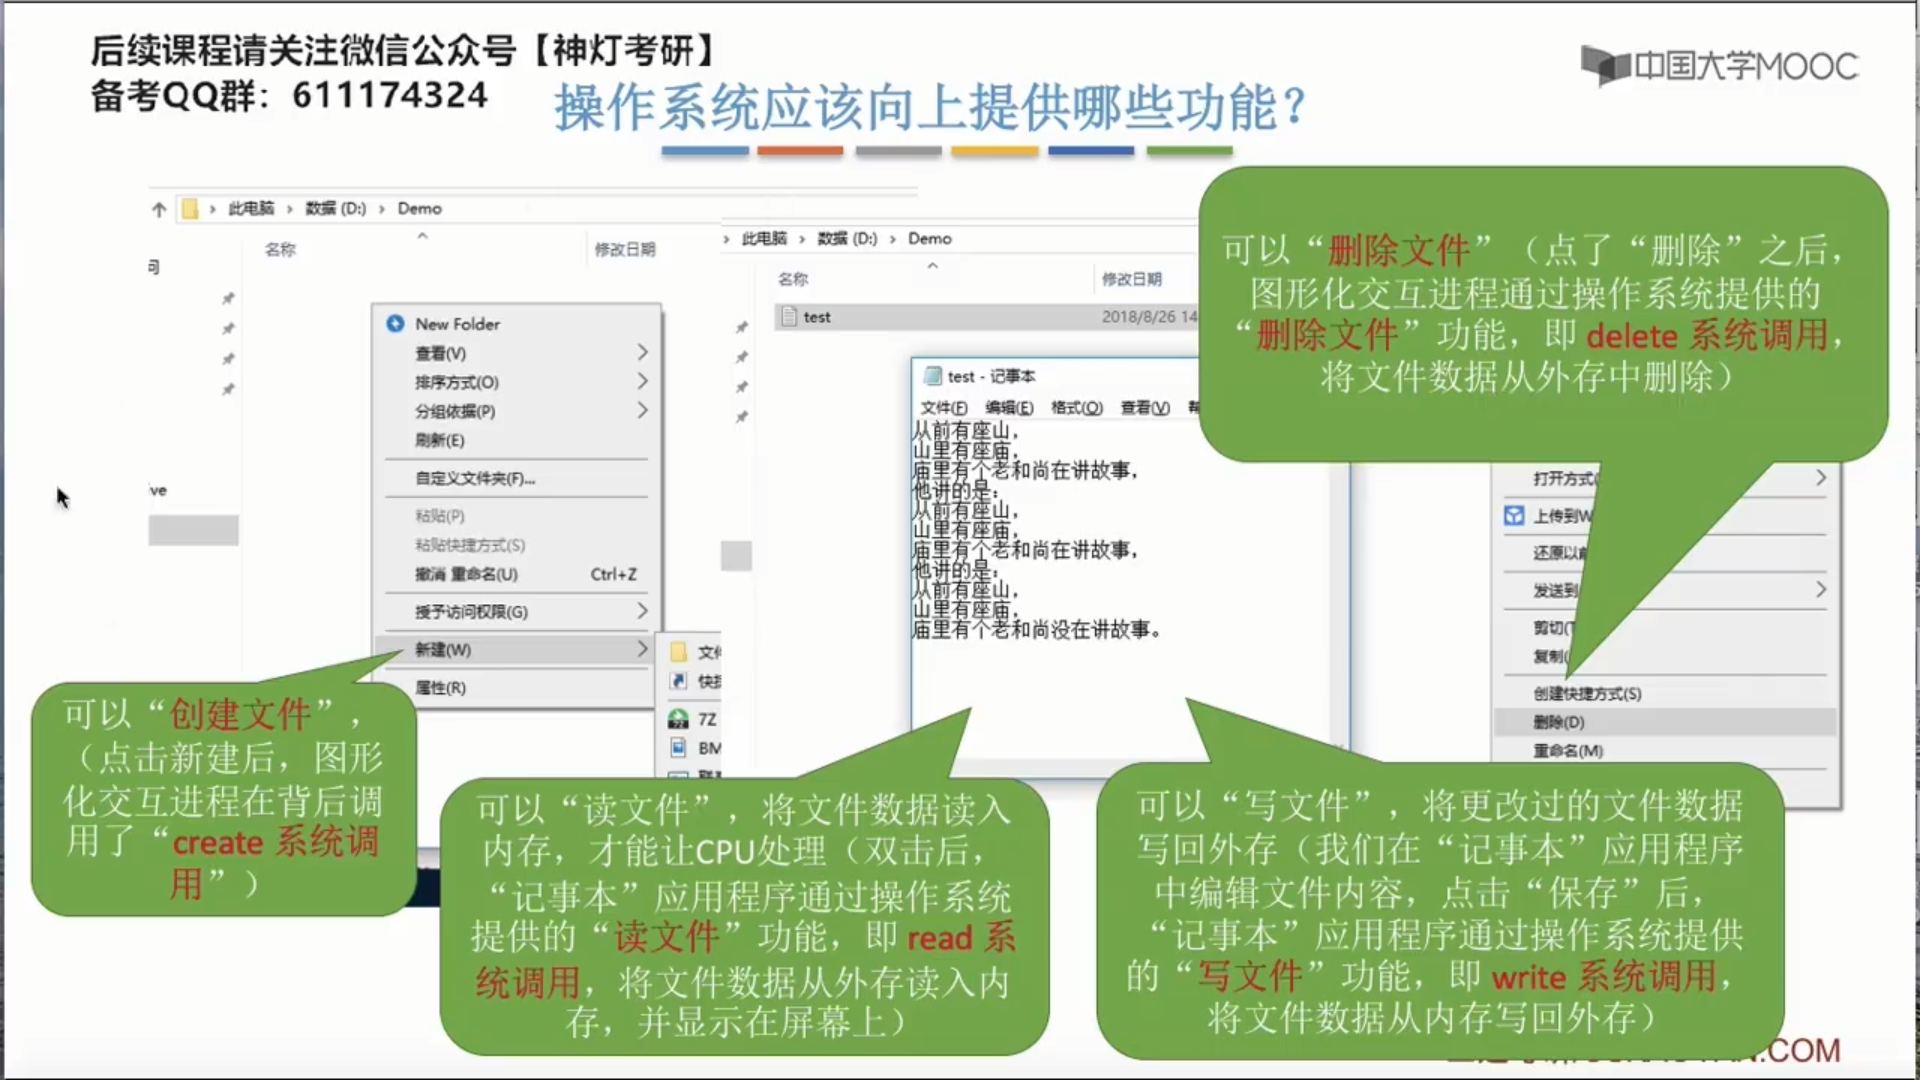 后续课程请关注微信公众号【神灯考研】
备考QQ群：611174324
中国大学MOOC
操作系统应该向上提供哪些功能？
此电脑 › 数据 (D:) › Demo
名称
修改日期
New Folder
查看(V)
排序方式(O)
分组依据(P)
刷新(E)
自定义文件夹(F)...
粘贴(P)
粘贴快捷方式(S)
撤消 重命名(U) Ctrl+Z
授予访问权限(G)
新建(W)
属性(R)
7Z
此电脑 › 数据 (D:) › Demo
名称
修改日期
test
2018/8/26 14
test - 记事本
文件(F) 编辑(E) 格式(O) 查看(V)
从前有座山，
山里有座庙，
庙里有个老和尚在讲故事，
他讲的是：
从前有座山，
山里有座庙，
庙里有个老和尚在讲故事，
他讲的是：
从前有座山，
山里有座庙，
庙里有个老和尚没在讲故事。
打开方式
上传到W
还原以前
发送到
剪切(T
复制(
创建快捷方式(S)
删除(D)
重命名(M)
可以“删除文件”（点了“删除”之后，
图形化交互进程通过操作系统提供的
“删除文件”功能，即 delete 系统调用，
将文件数据从外存中删除）
可以“创建文件”，
（点击新建后，图形
化交互进程在背后调
用了“create 系统调
用”）
可以“读文件”，将文件数据读入
内存，才能让CPU处理（双击后，
“记事本”应用程序通过操作系统
提供的“读文件”功能，即 read 系
统调用，将文件数据从外存读入内
存，并显示在屏幕上）
可以“写文件”，将更改过的文件数据
写回外存（我们在“记事本”应用程序
中编辑文件内容，点击“保存”后，
“记事本”应用程序通过操作系统提供
的“写文件”功能，即 write 系统调用，
将文件数据从内存写回外存）
.COM